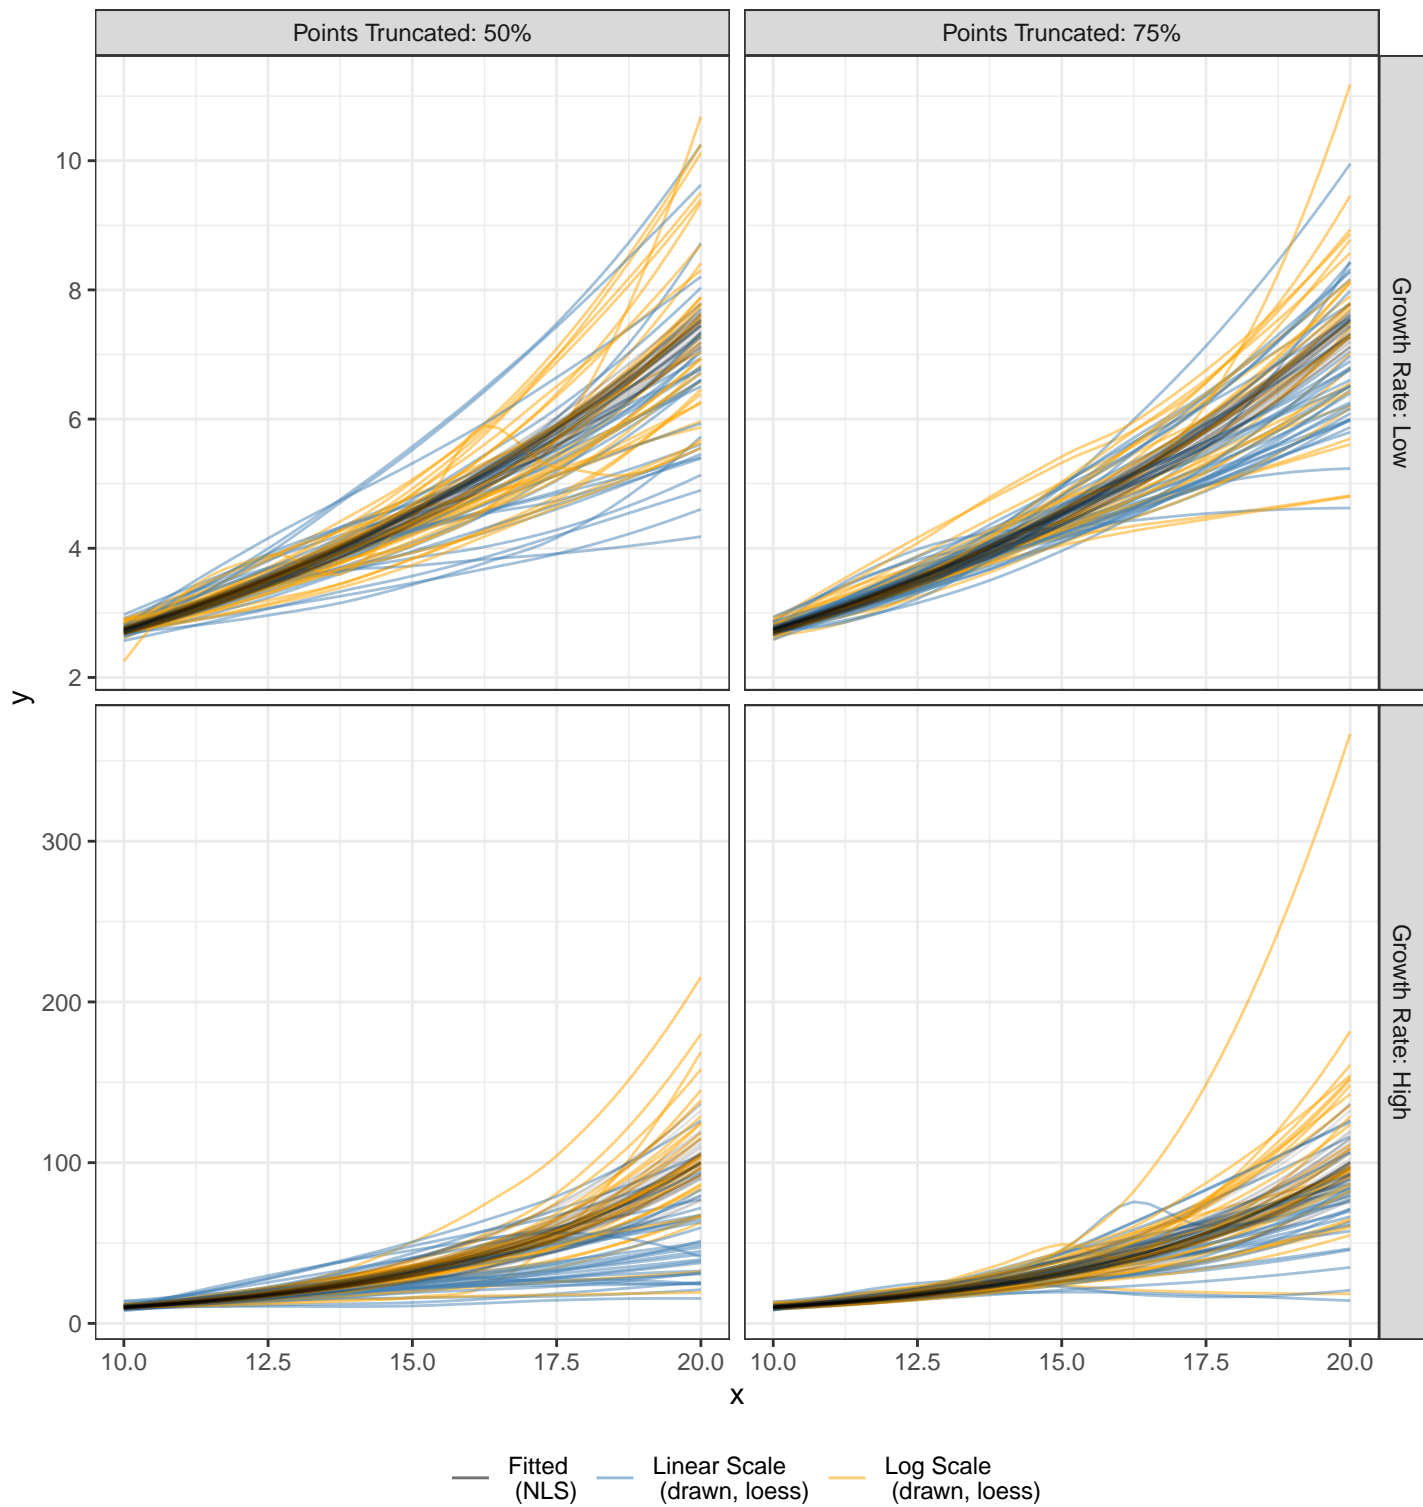 Points Truncated: 50%
Points Truncated: 75%
10
8
6
4
2
Growth Rate: Low
y
300
200
100
0
Growth Rate: High
10.0
12.5
15.0
17.5
20.0
10.0
12.5
15.0
17.5
20.0
x
Fitted
(NLS)
Linear Scale
(drawn, loess)
Log Scale
(drawn, loess)